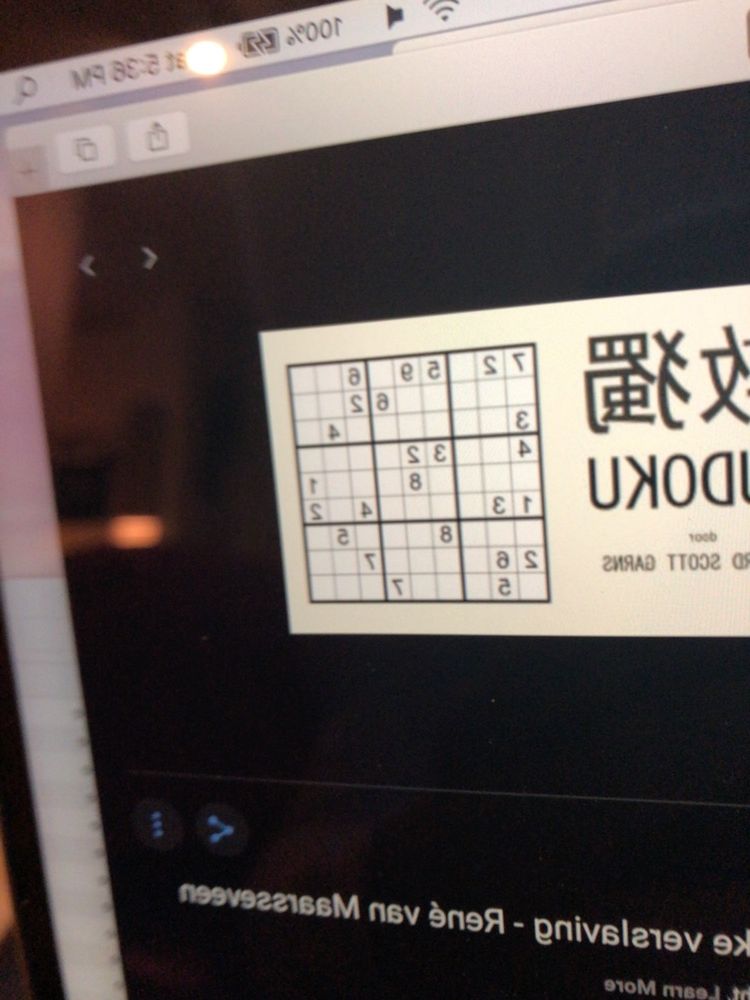 100% 5:36 PM
獨
UDOKU
door
RD SCOTT GARNS
7 2 5 9 6
6 2
3 4
4 3 2
8 1
1 3 4 2
8 5
2 6 7
5 7
ke verslaving - René van Maarsseveen
Learn More